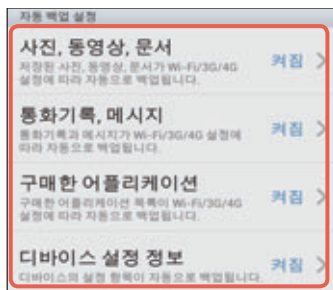 자동 백업 설정
사진, 동영상, 문서
저장된 사진, 동영상, 문서가 Wi-Fi/3G/4G
설정에 따라 자동으로 백업됩니다.
켜짐
통화기록, 메시지
통화기록과 메시지가 Wi-Fi/3G/4G 설정에
따라 자동으로 백업됩니다.
켜짐
구매한 어플리케이션
구매한 어플리케이션 목록이 Wi-Fi/3G/4G
설정에 따라 자동으로 백업됩니다.
켜짐
디바이스 설정 정보
디바이스의 설정 항목이 자동으로 백업됩니다.
켜짐